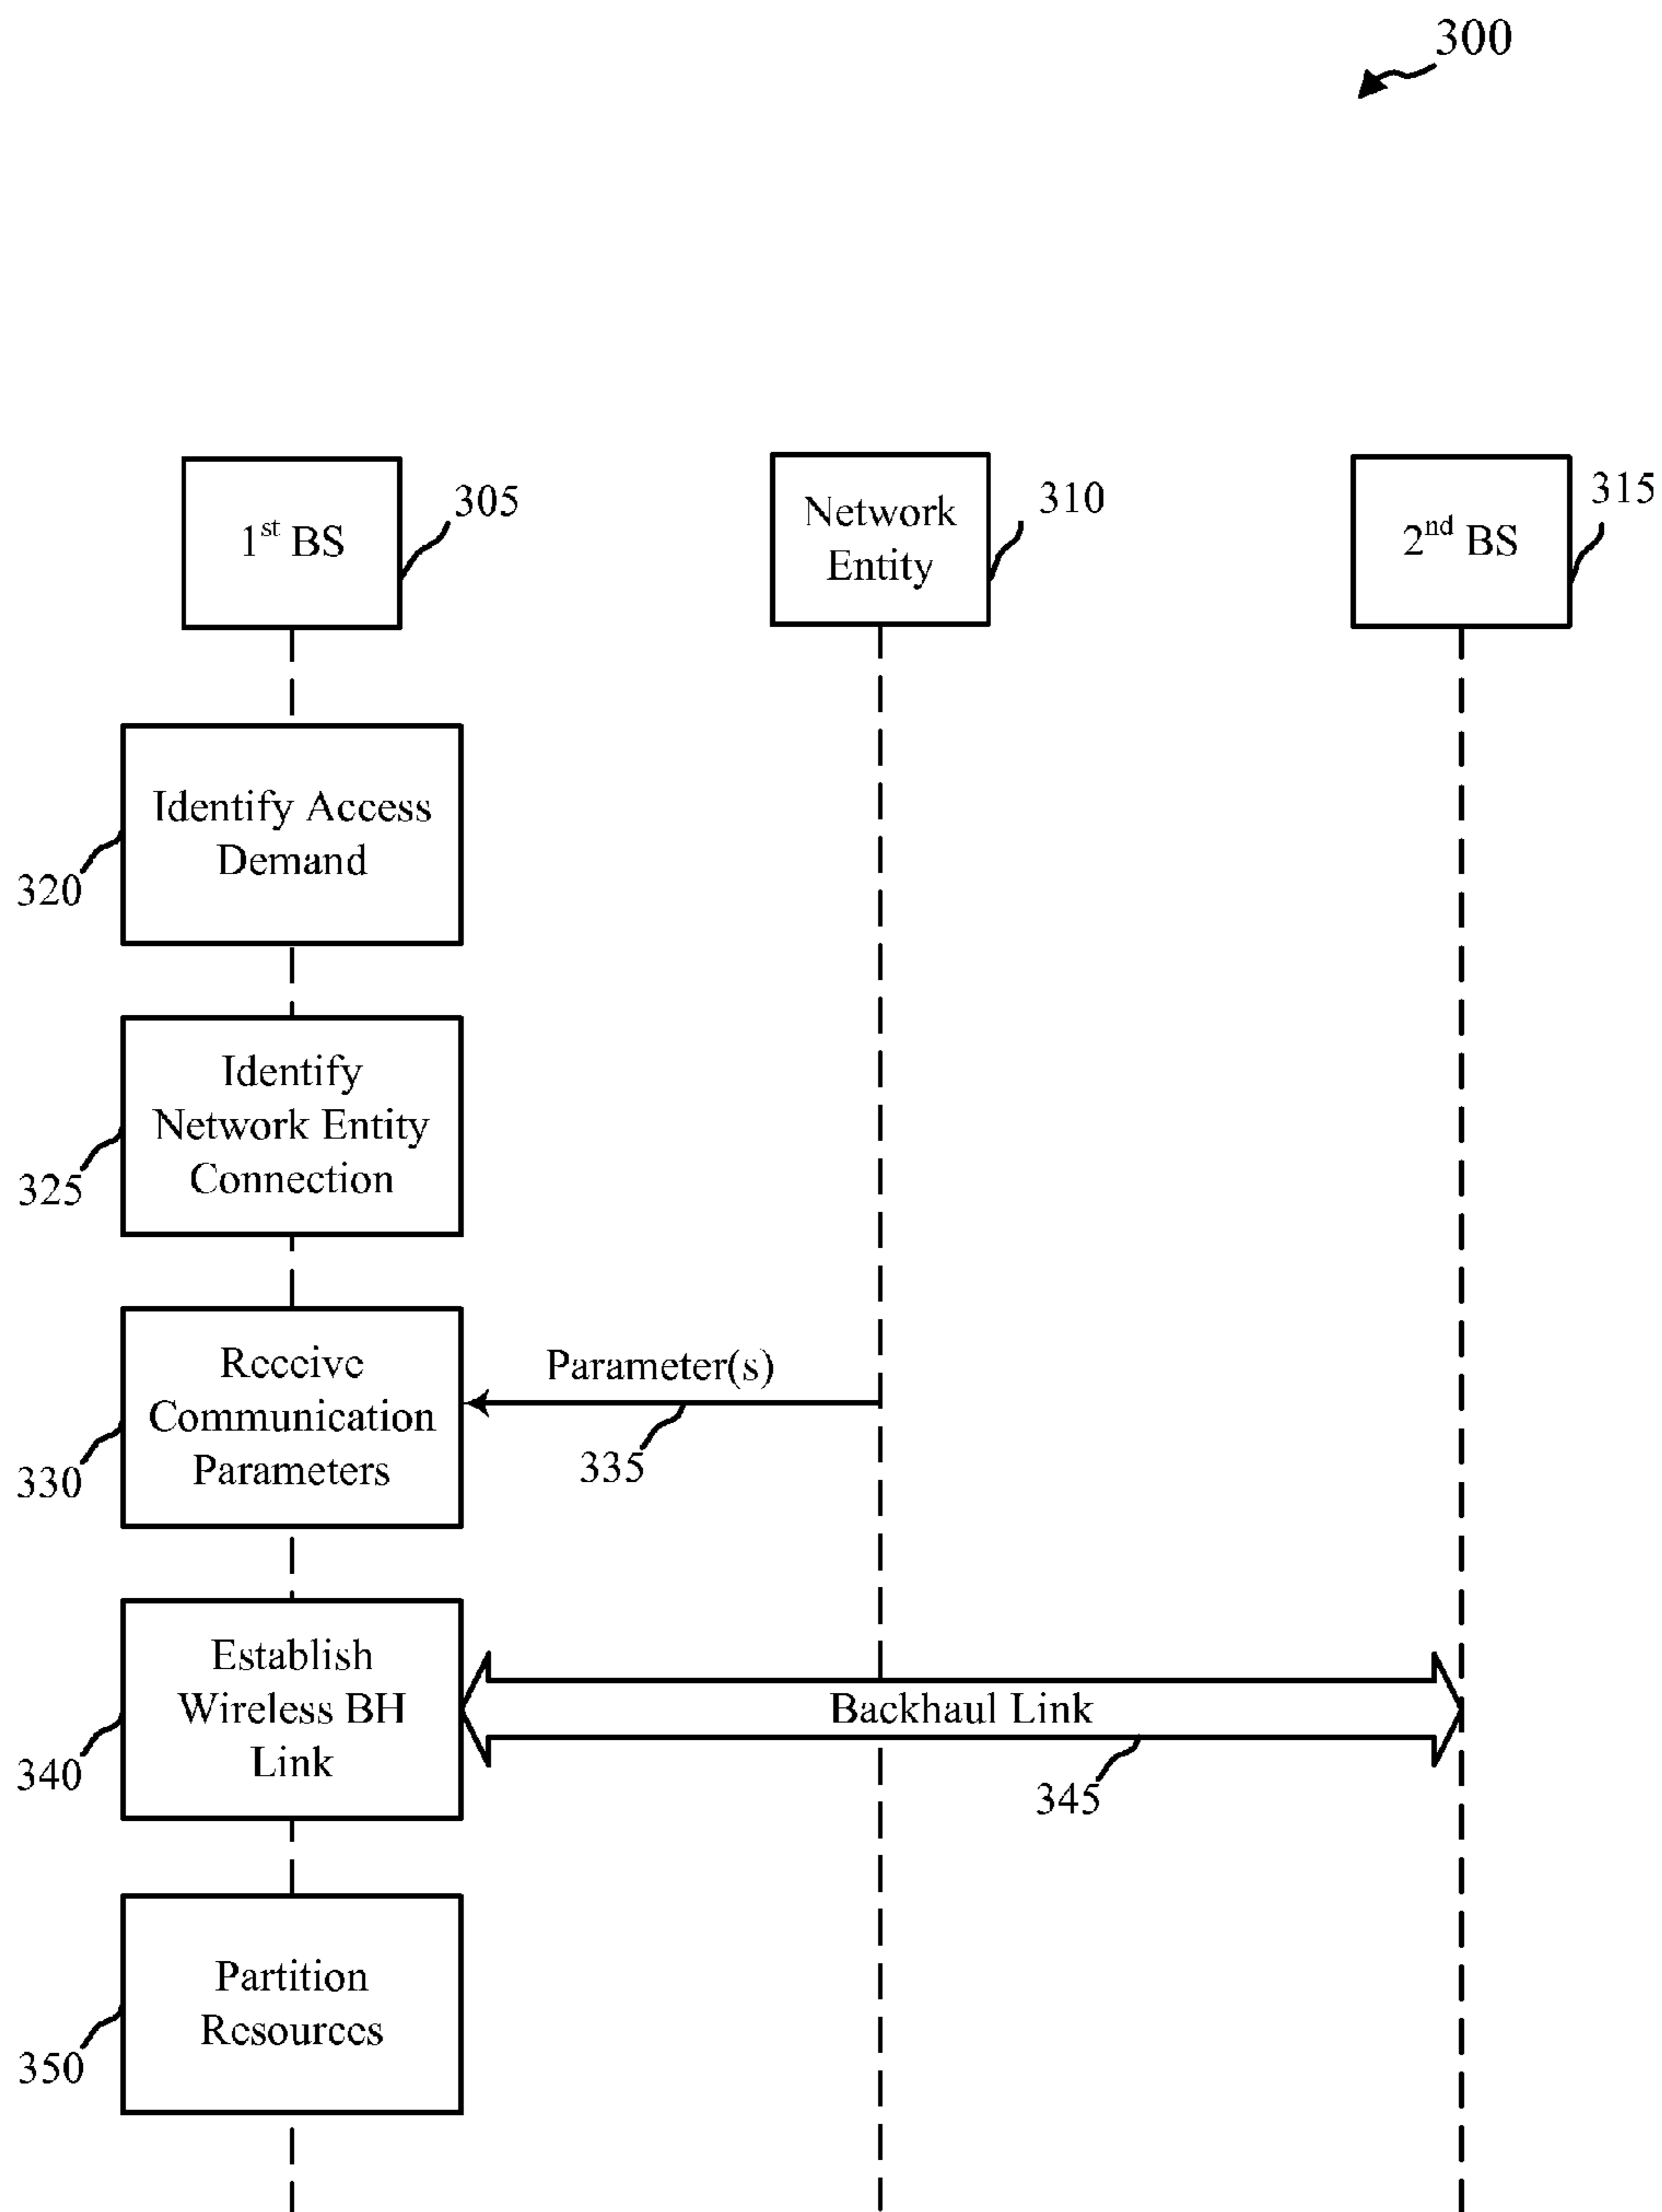 300
1st BS
305
Network
Entity
310
2nd BS
315
Identify Access
Demand
320
Identify
Network Entity
Connection
325
Receive
Communication
Parameters
330
Parameter(s)
335
Establish
Wireless BH
Link
340
Backhaul Link
345
Partition
Resources
350